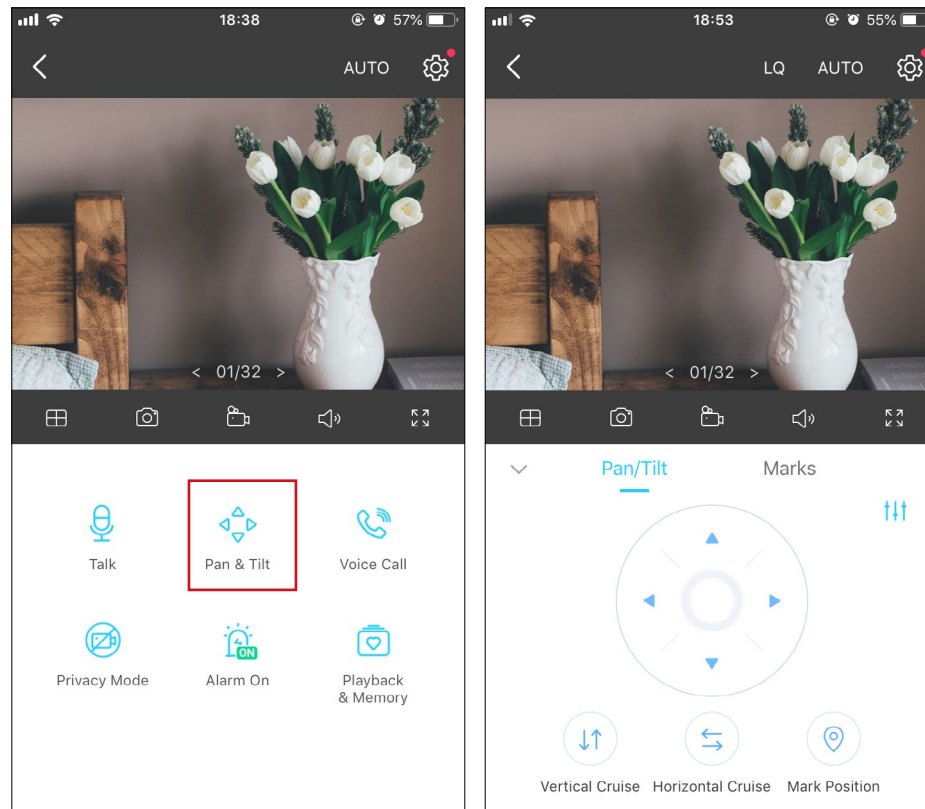 18:38
57%
AUTO
< 01/32 >
Talk
Pan & Tilt
Voice Call
Privacy Mode
ON
Alarm On
Playback
& Memory
18:53
55%
LQ
AUTO
< 01/32 >
Pan/Tilt
Marks
Vertical Cruise
Horizontal Cruise
Mark Position